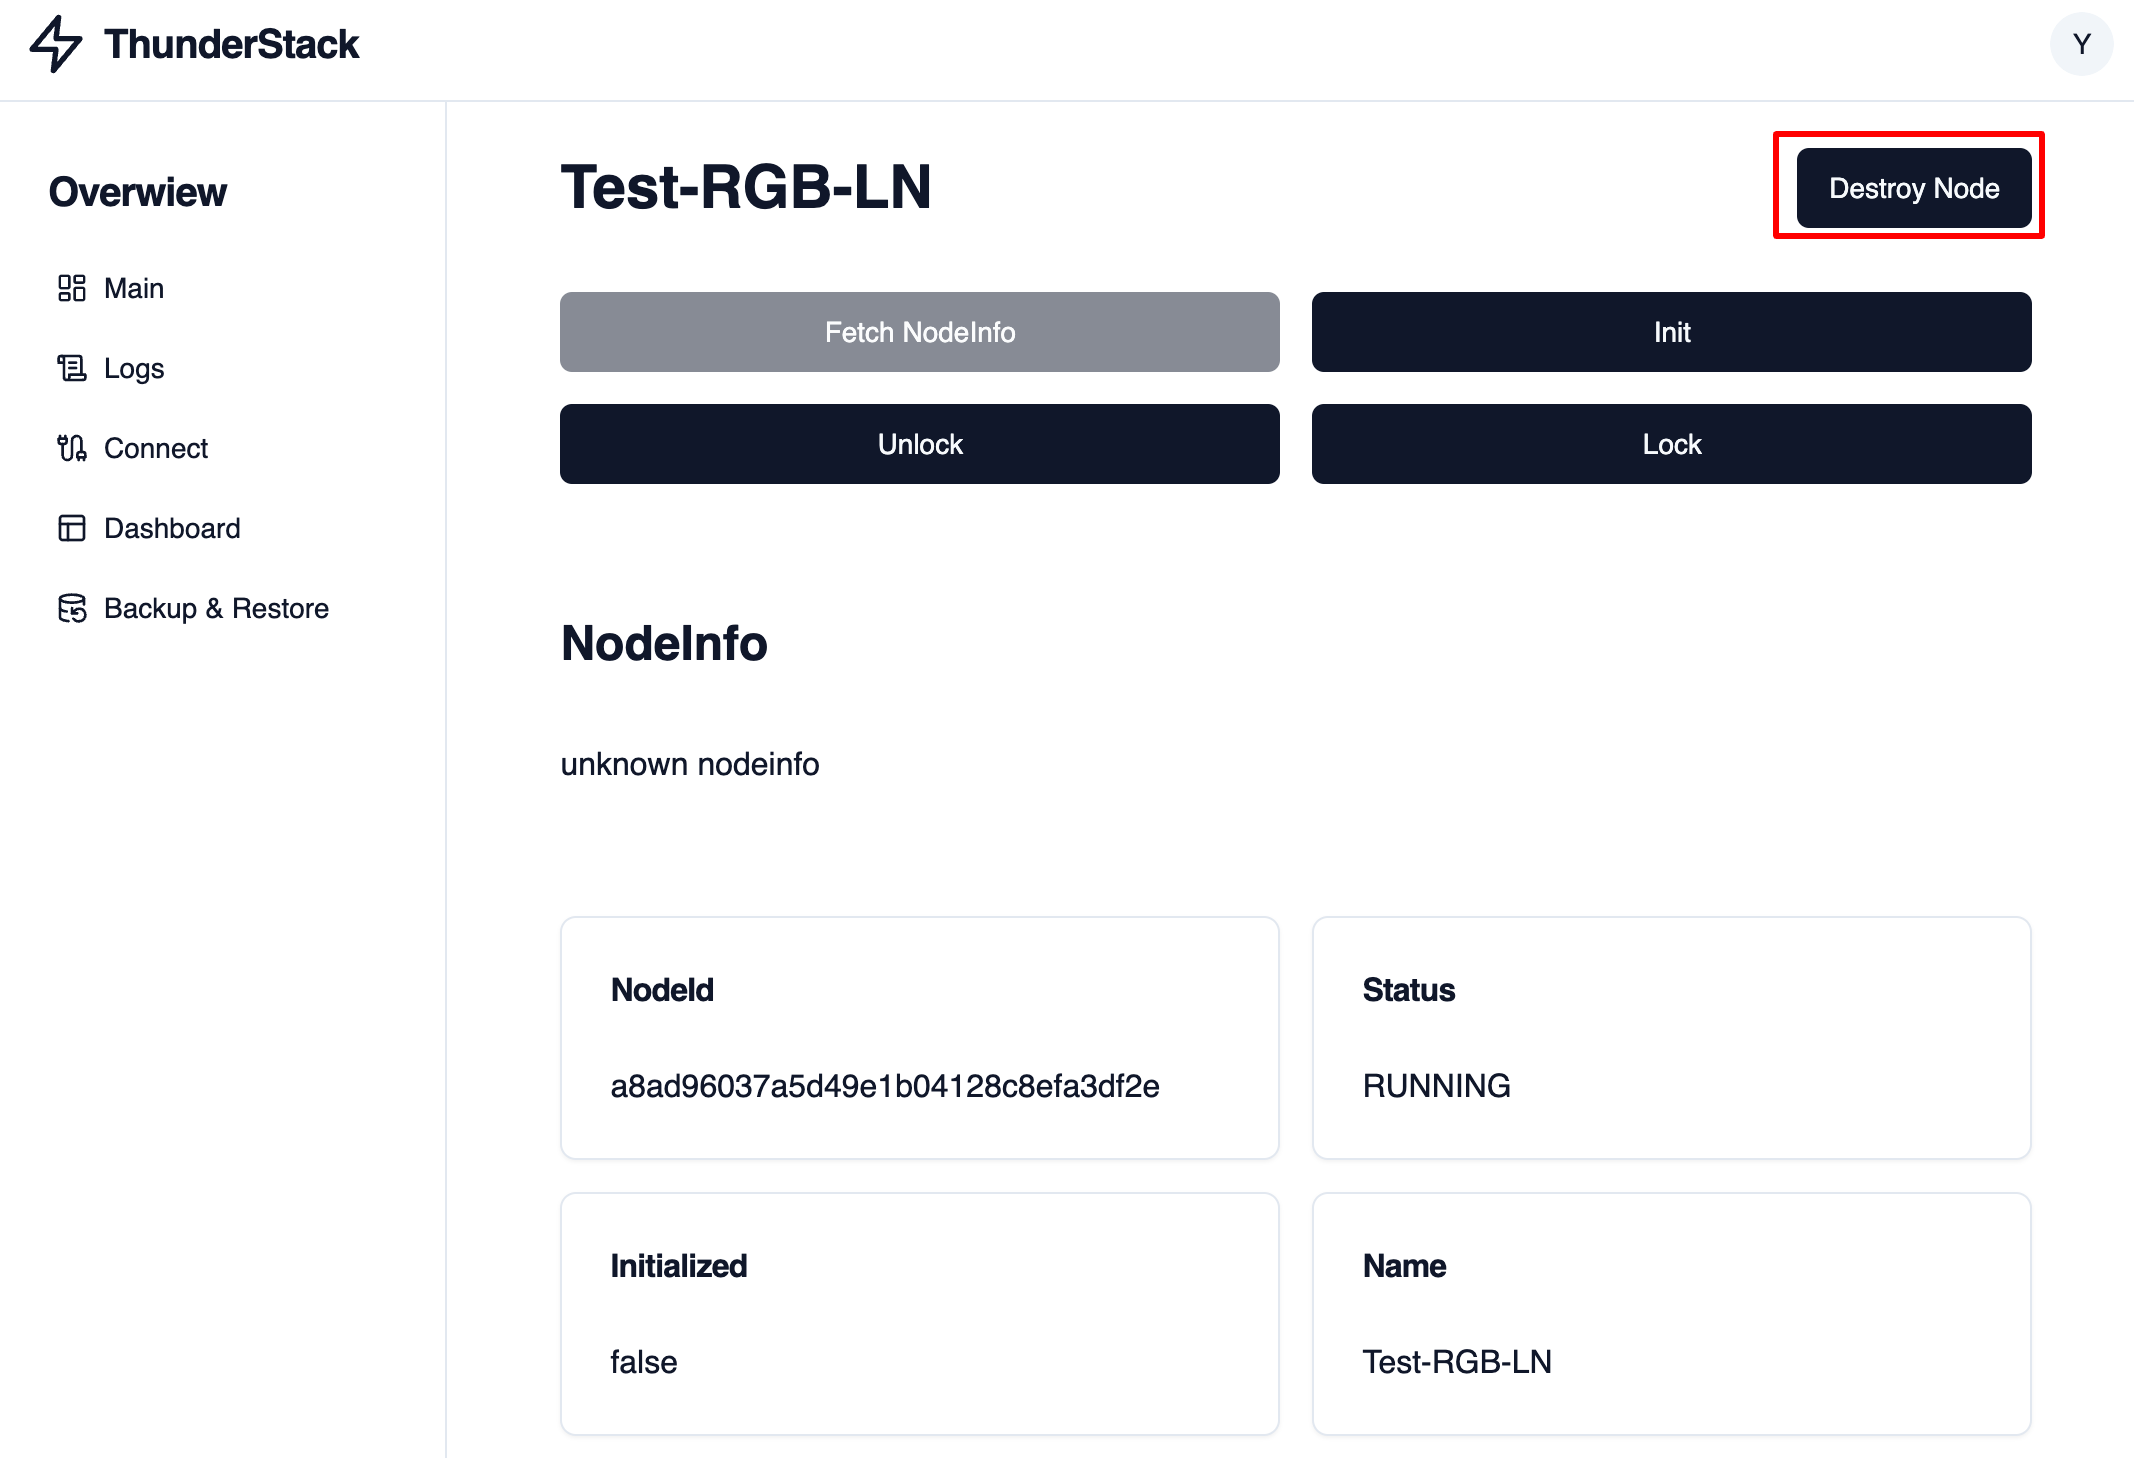 ThunderStack
Y
Overwiew
Main
Logs
Connect
Dashboard
Backup & Restore
Test-RGB-LN
Destroy Node
Fetch NodeInfo
Init
Unlock
Lock
NodeInfo
unknown nodeinfo
NodeId
a8ad96037a5d49e1b04128c8efa3df2e
Status
RUNNING
Initialized
false
Name
Test-RGB-LN